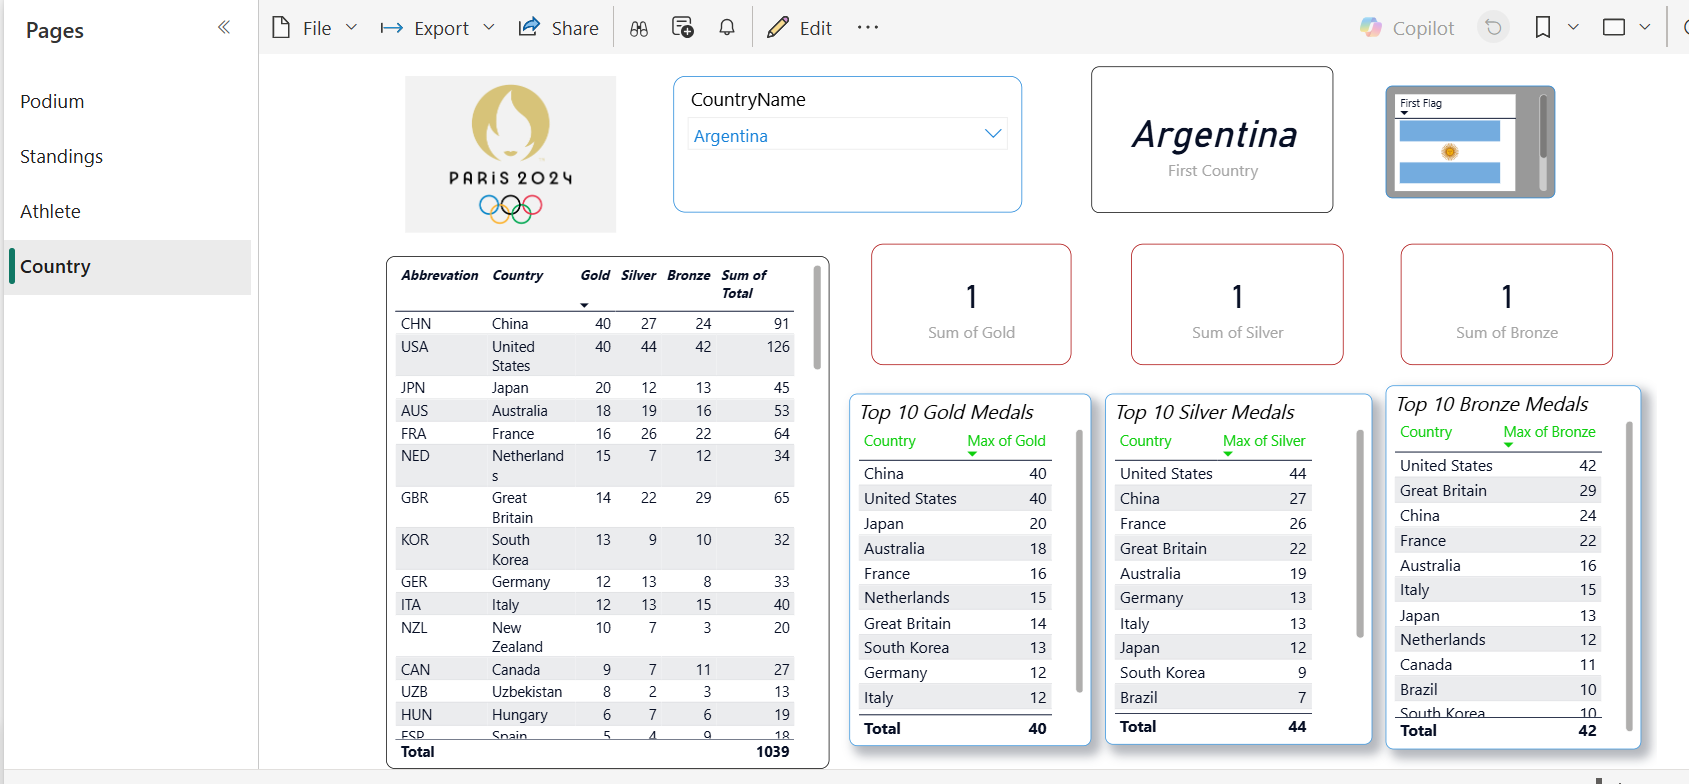 Pages
File
Export
Share
Edit
Copilot
Podium
Standings
Athlete
Country
PARIS 2024
CountryName
Argentina
Argentina
First Country
First Flag
Abbrevation Country Gold Silver Bronze Sum of
Total
CHN China 40 27 24 91
USA United 40 44 42 126
States
JPN Japan 20 12 13 45
AUS Australia 18 19 16 53
FRA France 16 26 22 64
NED Netherland 15 7 12 34
s
GBR Great 14 22 29 65
Britain
KOR South 13 9 10 32
Korea
GER Germany 12 13 8 33
ITA Italy 12 13 15 40
NZL New 10 7 3 20
Zealand
CAN Canada 9 7 11 27
UZB Uzbekistan 8 2 3 13
HUN Hungary 6 7 6 19
ESP Spain 5 4 9 18
Total 1039
1
Sum of Gold
1
Sum of Silver
1
Sum of Bronze
Top 10 Gold Medals
Country Max of Gold
China 40
United States 40
Japan 20
Australia 18
France 16
Netherlands 15
Great Britain 14
South Korea 13
Germany 12
Italy 12
Total 40
Top 10 Silver Medals
Country Max of Silver
United States 44
China 27
France 26
Great Britain 22
Australia 19
Germany 13
Italy 13
Japan 12
South Korea 9
Brazil 7
Total 44
Top 10 Bronze Medals
Country Max of Bronze
United States 42
Great Britain 29
China 24
France 22
Australia 16
Italy 15
Japan 13
Netherlands 12
Canada 11
Brazil 10
South Korea 10
Total 42